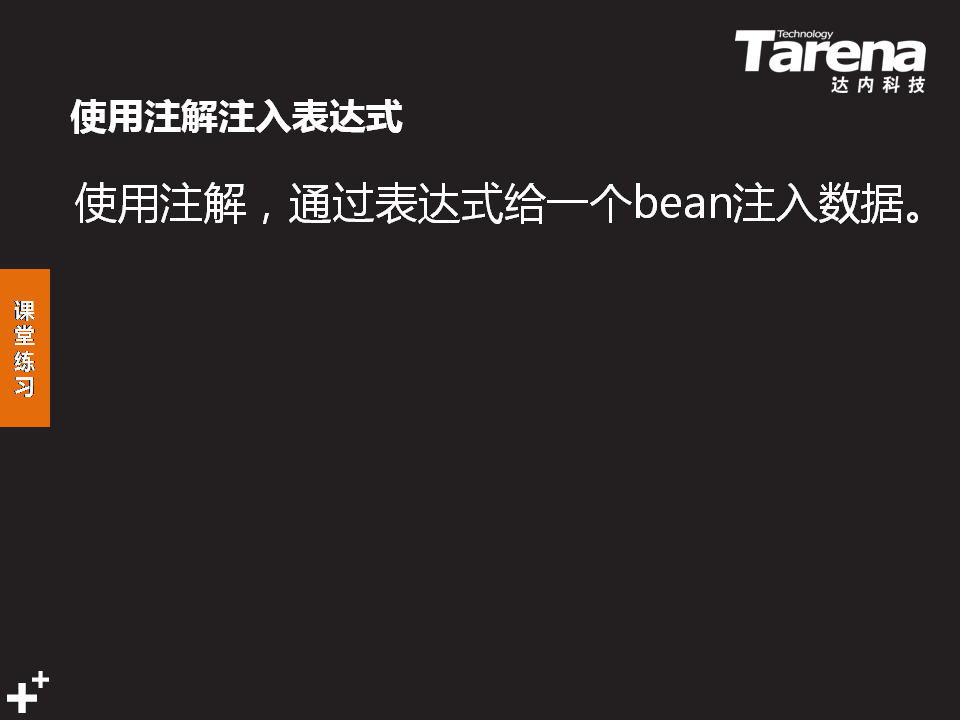 Technology
Tarena
达内科技
使用注解注入表达式
使用注解，通过表达式给一个bean注入数据。
课堂练习